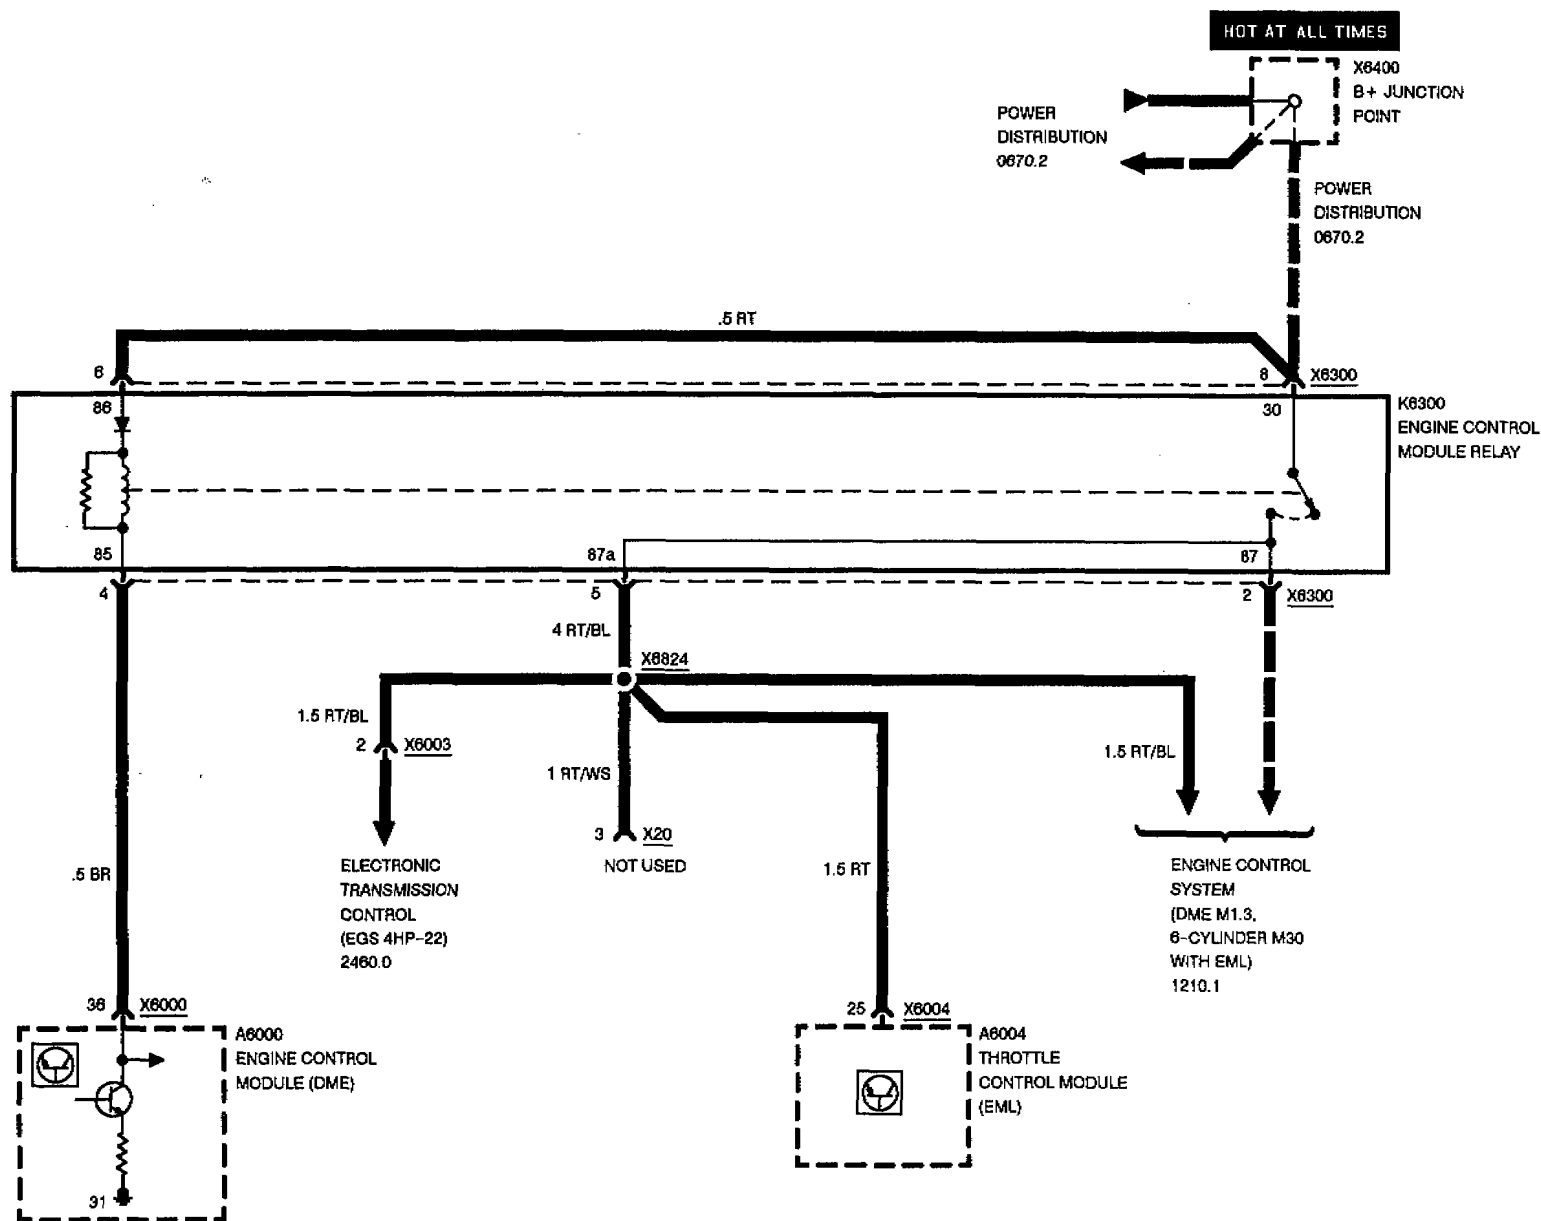 HOT AT ALL TIMES
X6400
B+ JUNCTION
POINT
POWER
DISTRIBUTION
0670.2
POWER
DISTRIBUTION
0670.2
.5 RT
6
8
X6300
86
30
K6300
ENGINE CONTROL
MODULE RELAY
85
87a
87
4
5
2
X6300
4 RT/BL
X6824
1.5 RT/BL
2
X6003
1 RT/WS
1.5 RT/BL
3
X20
NOT USED
.5 BR
1.5 RT
ELECTRONIC
TRANSMISSION
CONTROL
(EGS 4HP-22)
2460.0
ENGINE CONTROL
SYSTEM
(DME M1.3,
6-CYLINDER M30
WITH EML)
1210.1
36
X6000
25
X6004
A6000
ENGINE CONTROL
MODULE (DME)
A6004
THROTTLE
CONTROL MODULE
(EML)
31